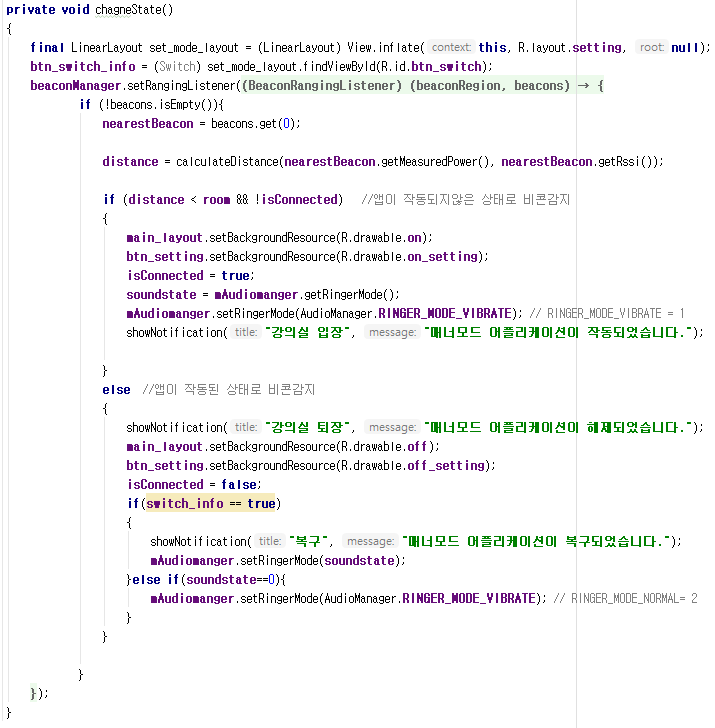 private void chagneState()
{
final LinearLayout set_mode_layout = (LinearLayout) View.inflate( context: this, R.layout.setting, root: null);
btn_switch_info = (Switch) set_mode_layout.findViewById(R.id.btn_switch);
beaconManager.setRangingListener((BeaconRangingListener) (beaconRegion, beacons) → {
if (!beacons.isEmpty()){
nearestBeacon = beacons.get(0);
distance = calculateDistance(nearestBeacon.getMeasuredPower(), nearestBeacon.getRssi());
if (distance < room && !isConnected) //앱이 작동되지않은 상태로 비콘감지
{
main_layout.setBackgroundResource(R.drawable.on);
btn_setting.setBackgroundResource(R.drawable.on_setting);
isConnected = true;
soundstate = mAudiomanger.getRingerMode();
mAudiomanger.setRingerMode(AudioManager.RINGER_MODE_VIBRATE); // RINGER_MODE_VIBRATE = 1
showNotification( title: "강의실 입장", message: "매너모드 어플리케이션이 작동되었습니다.");
}
else //앱이 작동된 상태로 비콘감지
{
showNotification( title: "강의실 퇴장", message: "매너모드 어플리케이션이 해제되었습니다.");
main_layout.setBackgroundResource(R.drawable.off);
btn_setting.setBackgroundResource(R.drawable.off_setting);
isConnected = false;
if(switch_info == true)
{
showNotification( title: "복구", message: "매너모드 어플리케이션이 복구되었습니다.");
mAudiomanger.setRingerMode(soundstate);
}else if(soundstate==0){
mAudiomanger.setRingerMode(AudioManager.RINGER_MODE_VIBRATE); // RINGER_MODE_NORMAL= 2
}
}
}
});
}